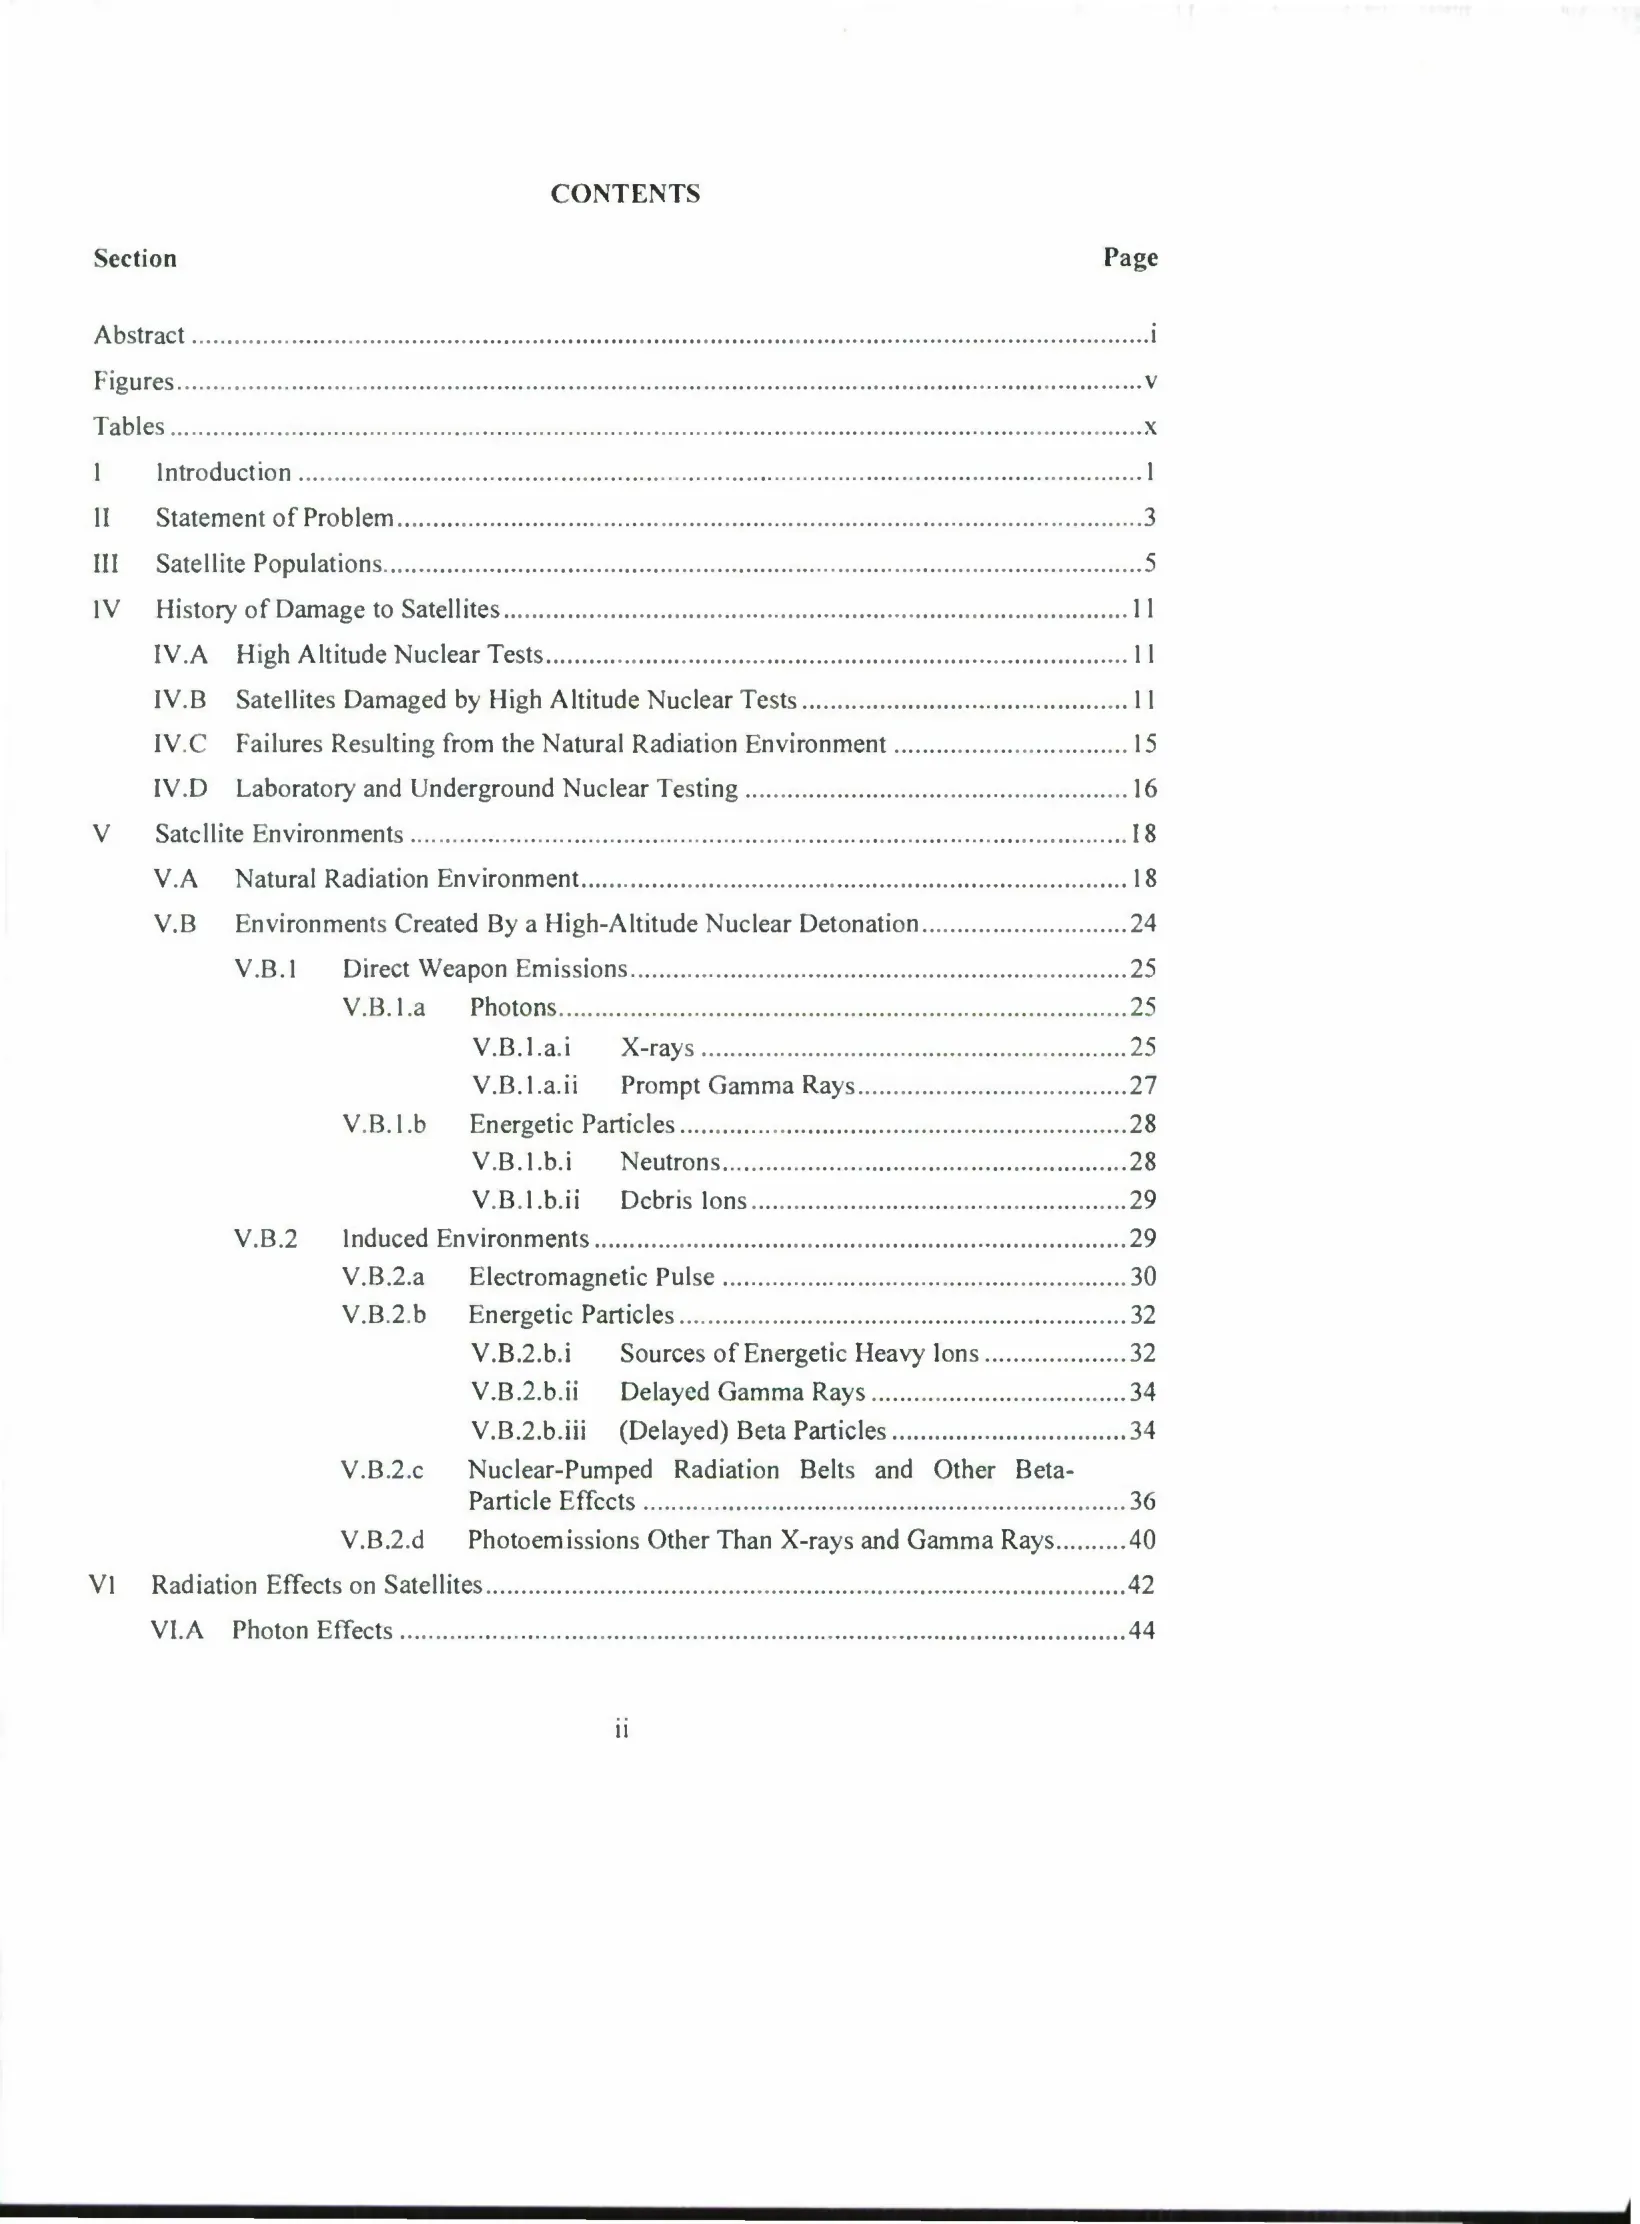 CONTENTS
Section Page
Abstract ........ i
Figures ........ v
Tables ........ x
I Introduction ........ 1
II Statement of Problem ........ 3
III Satellite Populations ........ 5
IV History of Damage to Satellites ........ 11
IV.A High Altitude Nuclear Tests ........ 11
IV.B Satellites Damaged by High Altitude Nuclear Tests ........ 11
IV.C Failures Resulting from the Natural Radiation Environment ........ 15
IV.D Laboratory and Underground Nuclear Testing ........ 16
V Satellite Environments ........ 18
V.A Natural Radiation Environment ........ 18
V.B Environments Created By a High-Altitude Nuclear Detonation ........ 24
V.B.1 Direct Weapon Emissions ........ 25
V.B.1.a Photons ........ 25
V.B.1.a.i X-rays ........ 25
V.B.1.a.ii Prompt Gamma Rays ........ 27
V.B.1.b Energetic Particles ........ 28
V.B.1.b.i Neutrons ........ 28
V.B.1.b.ii Debris Ions ........ 29
V.B.2 Induced Environments ........ 29
V.B.2.a Electromagnetic Pulse ........ 30
V.B.2.b Energetic Particles ........ 32
V.B.2.b.i Sources of Energetic Heavy Ions ........ 32
V.B.2.b.ii Delayed Gamma Rays ........ 34
V.B.2.b.iii (Delayed) Beta Particles ........ 34
V.B.2.c Nuclear-Pumped Radiation Belts and Other Beta-
Particle Effects ........ 36
V.B.2.d Photoemissions Other Than X-rays and Gamma Rays ........ 40
VI Radiation Effects on Satellites ........ 42
VI.A Photon Effects ........ 44
ii